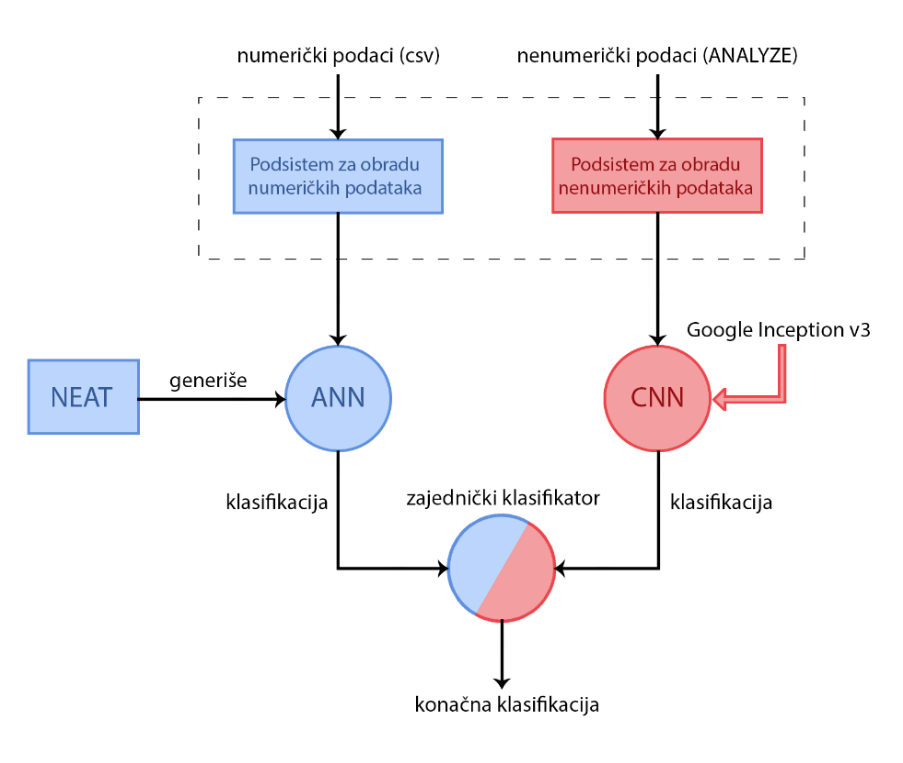 numerički podaci (csv)
nenumerički podaci (ANALYZE)
Podsistem za obradu
numeričkih podataka
Podsistem za obradu
nenumeričkih podataka
Google Inception v3
NEAT
generiše
ANN
CNN
klasifikacija
zajednički klasifikator
klasifikacija
konačna klasifikacija